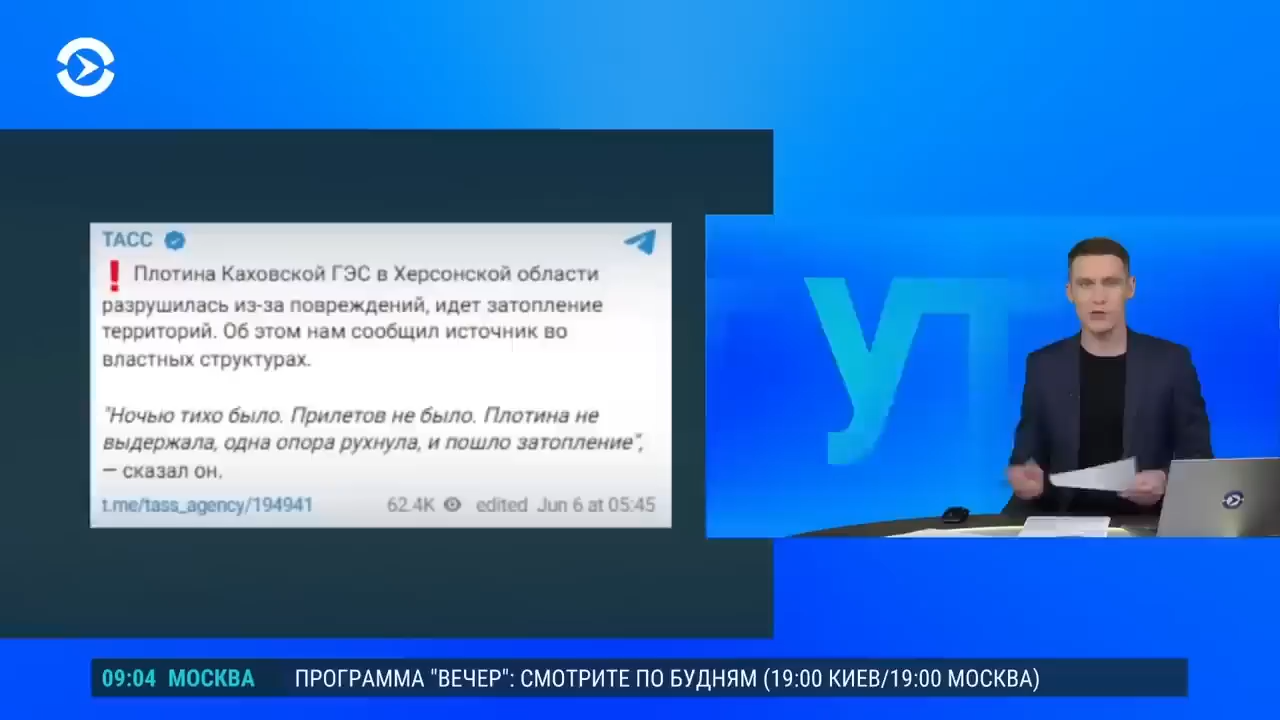 ТАСС
❗ Плотина Каховской ГЭС в Херсонской области
разрушилась из-за повреждений, идет затопление
территорий. Об этом нам сообщил источник во
властных структурах.
"Ночью тихо было. Прилетов не было. Плотина не
выдержала, одна опора рухнула, и пошло затопление",
— сказал он.
t.me/tass_agency/194941 62.4K edited Jun 6 at 05:45
УТ
09:04 МОСКВА ПРОГРАММА "ВЕЧЕР": СМОТРИТЕ ПО БУДНЯМ (19:00 КИЕВ/19:00 МОСКВА)